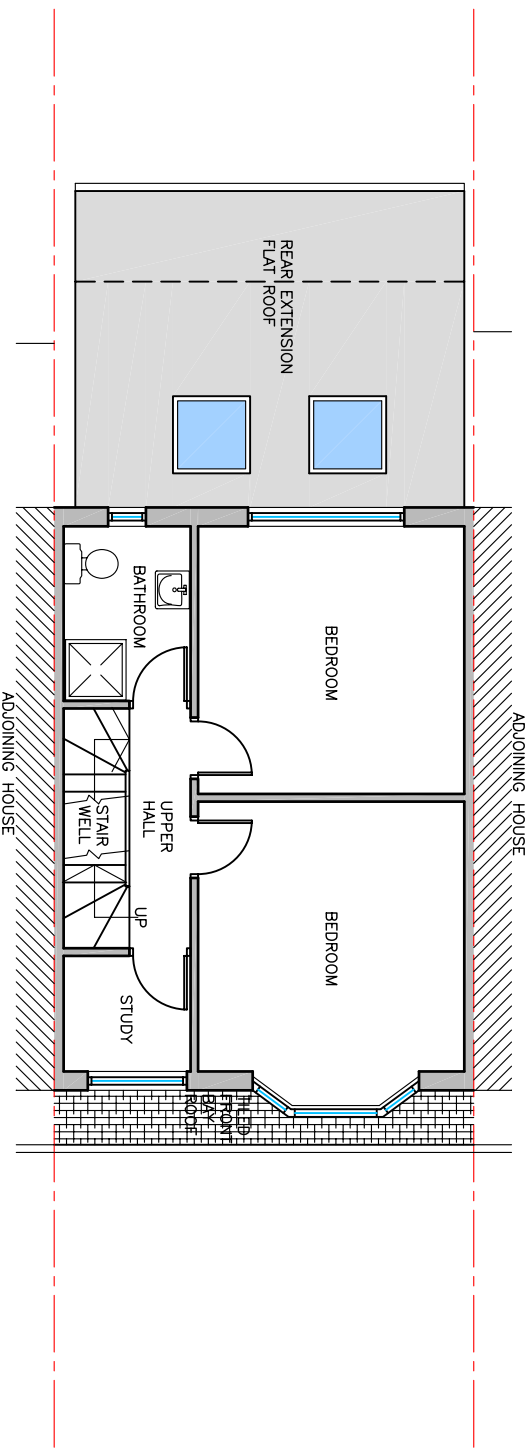 REAR EXTENSION
FLAT ROOF
ADJOINING HOUSE
BEDROOM
BEDROOM
BATHROOM
UPPER
HALL
STAIR
WELL
UP
STUDY
TILED
FRONT
BAY
ROOF
ADJOINING HOUSE